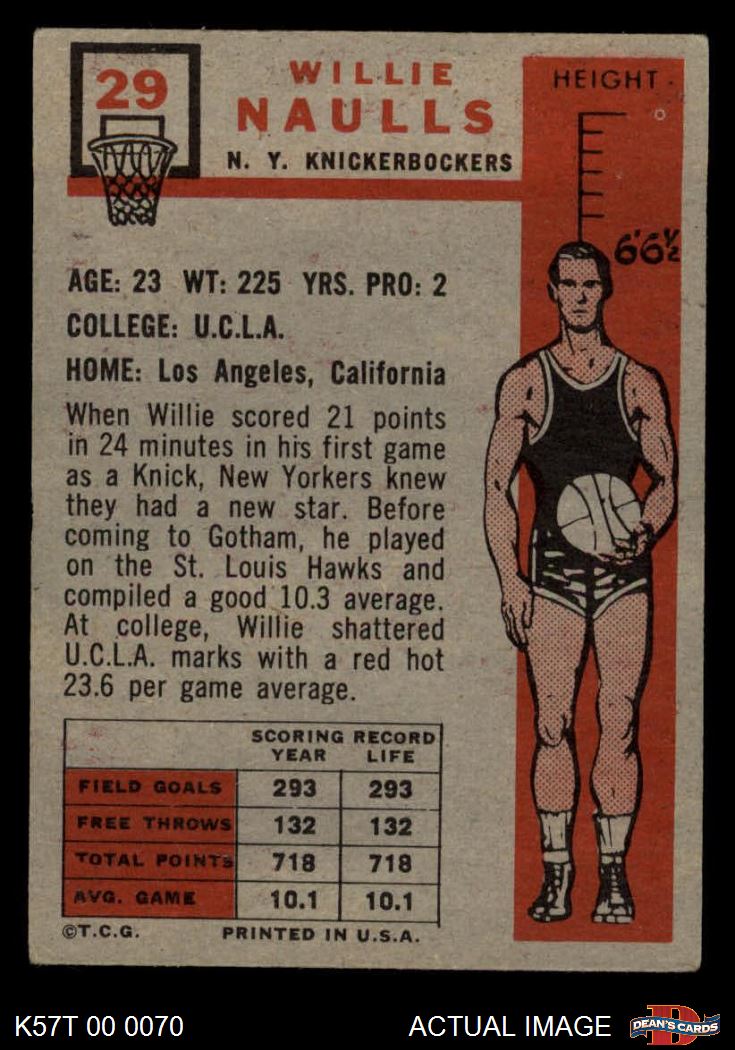 29
WILLIE
NAULLS
N. Y. KNICKERBOCKERS
HEIGHT
6'6½
AGE: 23 WT: 225 YRS. PRO: 2
COLLEGE: U.C.L.A.
HOME: Los Angeles, California
When Willie scored 21 points
in 24 minutes in his first game
as a Knick, New Yorkers knew
they had a new star. Before
coming to Gotham, he played
on the St. Louis Hawks and
compiled a good 10.3 average.
At college, Willie shattered
U.C.L.A. marks with a red hot
23.6 per game average.
SCORING RECORD
YEAR LIFE
FIELD GOALS 293 293
FREE THROWS 132 132
TOTAL POINTS 718 718
AVG. GAME 10.1 10.1
©T.C.G. PRINTED IN U.S.A.
K57T 00 0070 ACTUAL IMAGE D DEAN'S CARDS